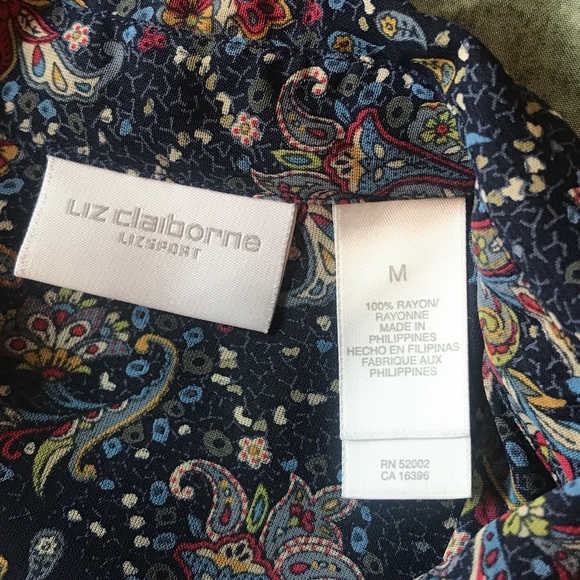 Liz claiborne
LIZSPORT
M
100% RAYON/
RAYONNE
MADE IN
PHILIPPINES
HECHO EN FILIPINAS
FABRIQUE AUX
PHILIPPINES
RN 52002
CA 16396